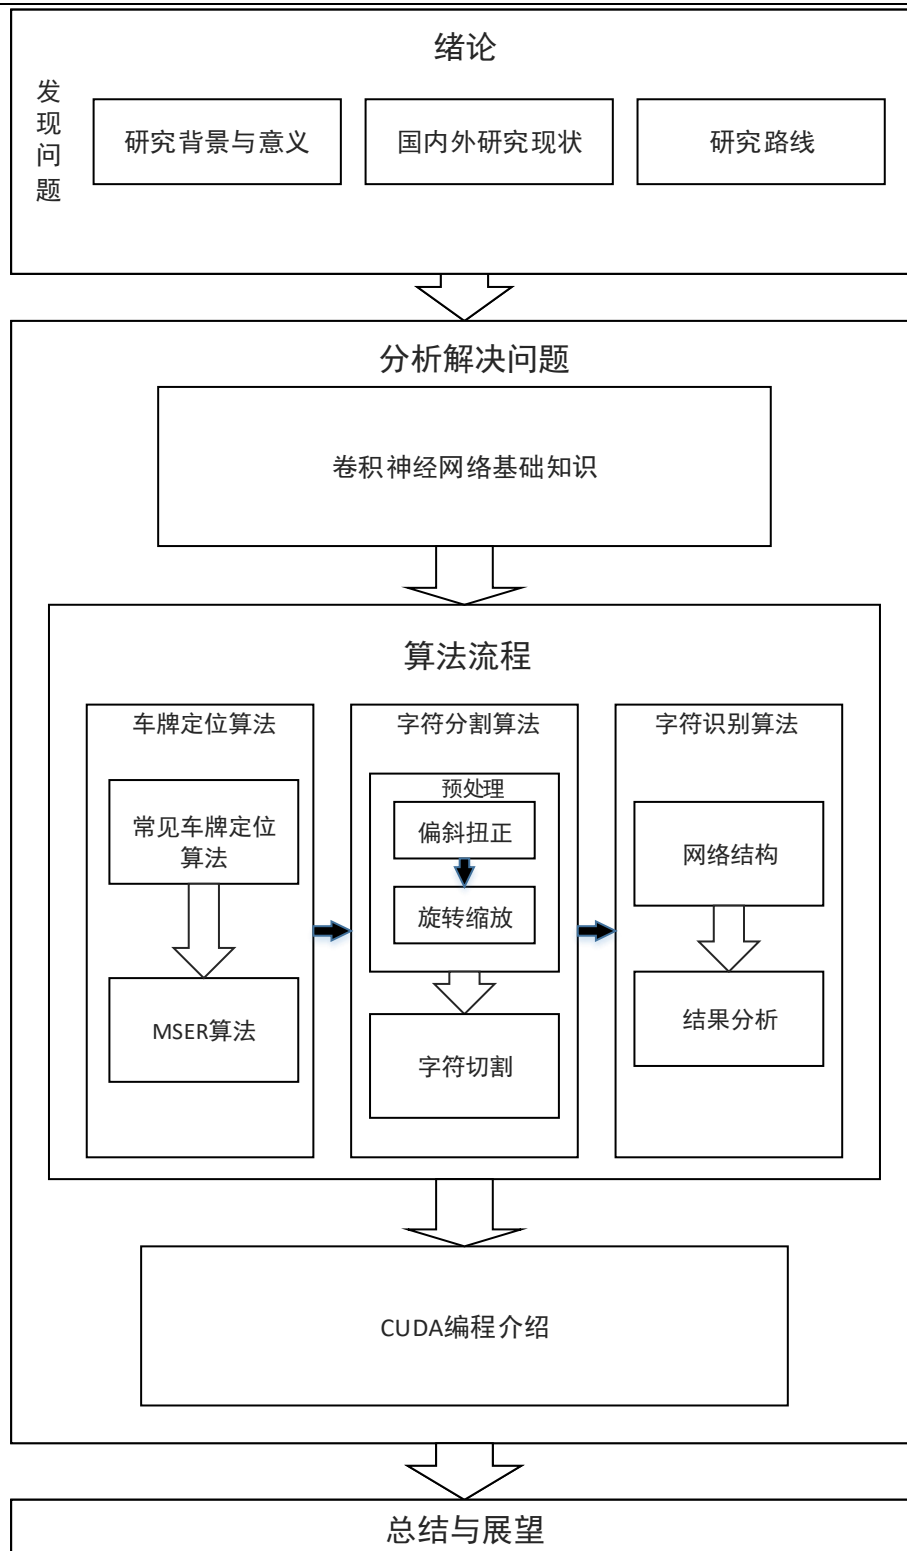 绪论
发
现
问
题
研究背景与意义
国内外研究现状
研究路线
分析解决问题
卷积神经网络基础知识
算法流程
车牌定位算法
常见车牌定位
算法
MSER算法
字符分割算法
预处理
偏斜扭正
旋转缩放
字符切割
字符识别算法
网络结构
结果分析
CUDA编程介绍
总结与展望